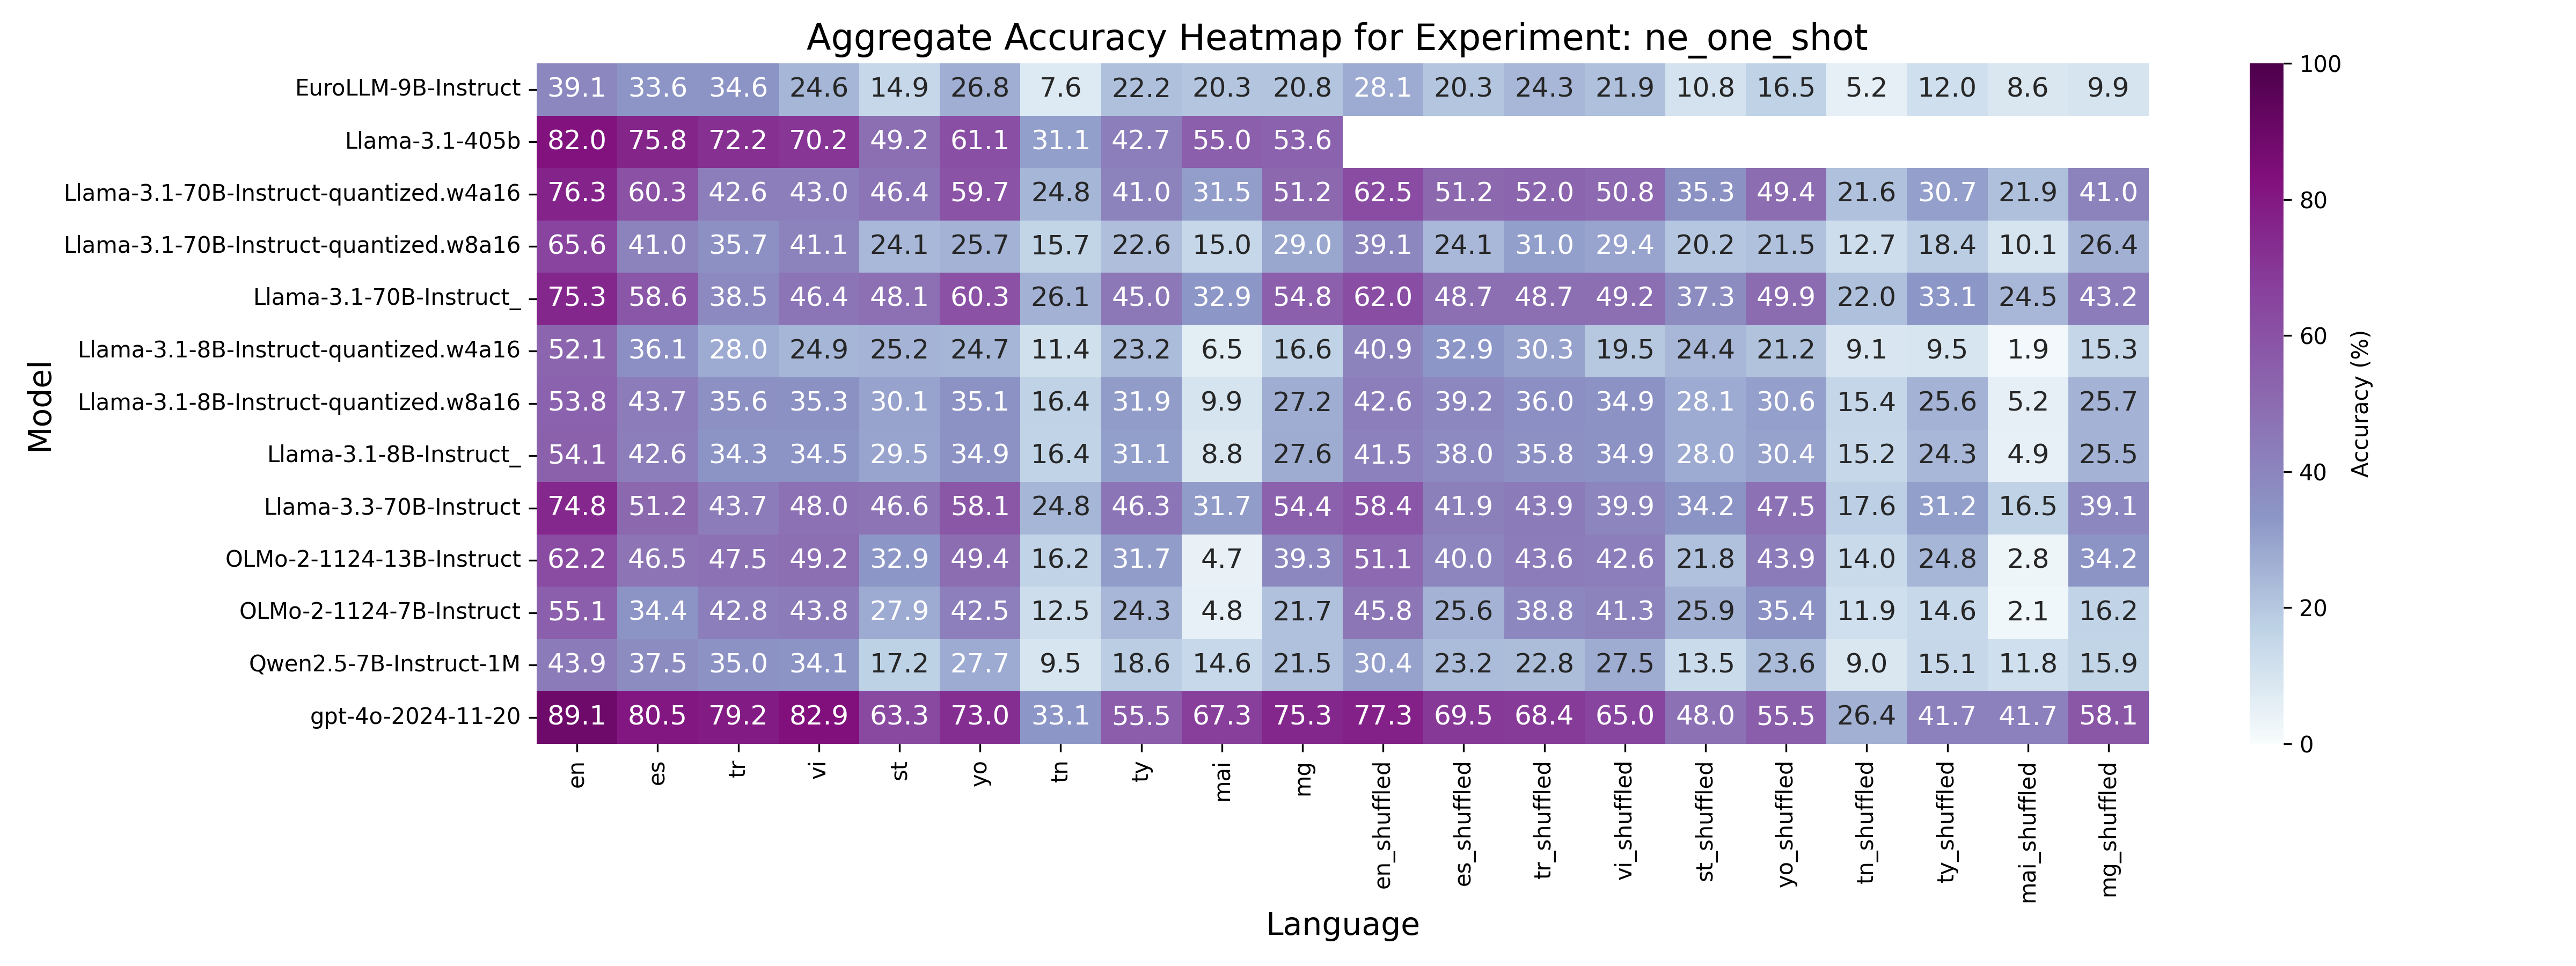 Aggregate Accuracy Heatmap for Experiment: ne_one_shot
Model
EuroLLM-9B-Instruct 39.1 33.6 34.6 24.6 14.9 26.8 7.6 22.2 20.3 20.8 28.1 20.3 24.3 21.9 10.8 16.5 5.2 12.0 8.6 9.9
Llama-3.1-405b 82.0 75.8 72.2 70.2 49.2 61.1 31.1 42.7 55.0 53.6
Llama-3.1-70B-Instruct-quantized.w4a16 76.3 60.3 42.6 43.0 46.4 59.7 24.8 41.0 31.5 51.2 62.5 51.2 52.0 50.8 35.3 49.4 21.6 30.7 21.9 41.0
Llama-3.1-70B-Instruct-quantized.w8a16 65.6 41.0 35.7 41.1 24.1 25.7 15.7 22.6 15.0 29.0 39.1 24.1 31.0 29.4 20.2 21.5 12.7 18.4 10.1 26.4
Llama-3.1-70B-Instruct_ 75.3 58.6 38.5 46.4 48.1 60.3 26.1 45.0 32.9 54.8 62.0 48.7 48.7 49.2 37.3 49.9 22.0 33.1 24.5 43.2
Llama-3.1-8B-Instruct-quantized.w4a16 52.1 36.1 28.0 24.9 25.2 24.7 11.4 23.2 6.5 16.6 40.9 32.9 30.3 19.5 24.4 21.2 9.1 9.5 1.9 15.3
Llama-3.1-8B-Instruct-quantized.w8a16 53.8 43.7 35.6 35.3 30.1 35.1 16.4 31.9 9.9 27.2 42.6 39.2 36.0 34.9 28.1 30.6 15.4 25.6 5.2 25.7
Llama-3.1-8B-Instruct_ 54.1 42.6 34.3 34.5 29.5 34.9 16.4 31.1 8.8 27.6 41.5 38.0 35.8 34.9 28.0 30.4 15.2 24.3 4.9 25.5
Llama-3.3-70B-Instruct 74.8 51.2 43.7 48.0 46.6 58.1 24.8 46.3 31.7 54.4 58.4 41.9 43.9 39.9 34.2 47.5 17.6 31.2 16.5 39.1
OLMo-2-1124-13B-Instruct 62.2 46.5 47.5 49.2 32.9 49.4 16.2 31.7 4.7 39.3 51.1 40.0 43.6 42.6 21.8 43.9 14.0 24.8 2.8 34.2
OLMo-2-1124-7B-Instruct 55.1 34.4 42.8 43.8 27.9 42.5 12.5 24.3 4.8 21.7 45.8 25.6 38.8 41.3 25.9 35.4 11.9 14.6 2.1 16.2
Qwen2.5-7B-Instruct-1M 43.9 37.5 35.0 34.1 17.2 27.7 9.5 18.6 14.6 21.5 30.4 23.2 22.8 27.5 13.5 23.6 9.0 15.1 11.8 15.9
gpt-4o-2024-11-20 89.1 80.5 79.2 82.9 63.3 73.0 33.1 55.5 67.3 75.3 77.3 69.5 68.4 65.0 48.0 55.5 26.4 41.7 41.7 58.1
en es tr vi st yo tn ty mai mg en_shuffled es_shuffled tr_shuffled vi_shuffled st_shuffled yo_shuffled tn_shuffled ty_shuffled mai_shuffled mg_shuffled
Language
100
80
60
40
20
0
Accuracy (%)